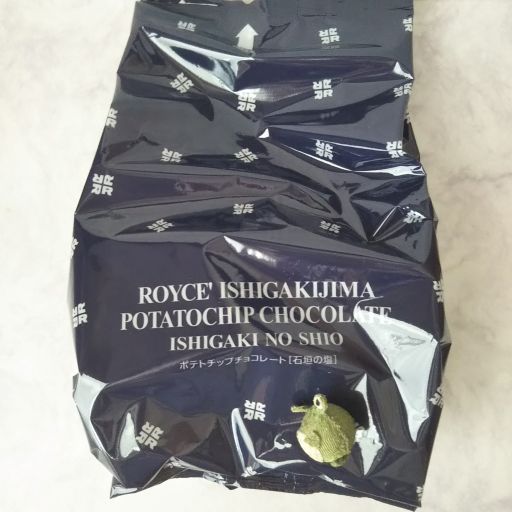 ROYCE' ISHIGAKIJIMA
POTATOCHIP CHOCOLATE
ISHIGAKI NO SHIO
ポテトチップチョコレート[石垣の塩]